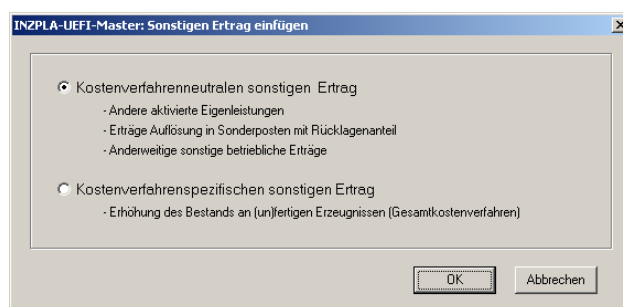 INZPLA-UEFI-Master: Sonstigen Ertrag einfügen
Kostenverfahrenneutralen sonstigen Ertrag
- Andere aktivierte Eigenleistungen
- Erträge Auflösung in Sonderposten mit Rücklagenanteil
- Anderweitige sonstige betriebliche Erträge
Kostenverfahrenspezifischen sonstigen Ertrag
- Erhöhung des Bestands an (un)fertigen Erzeugnissen (Gesamtkostenverfahren)
OK Abbrechen